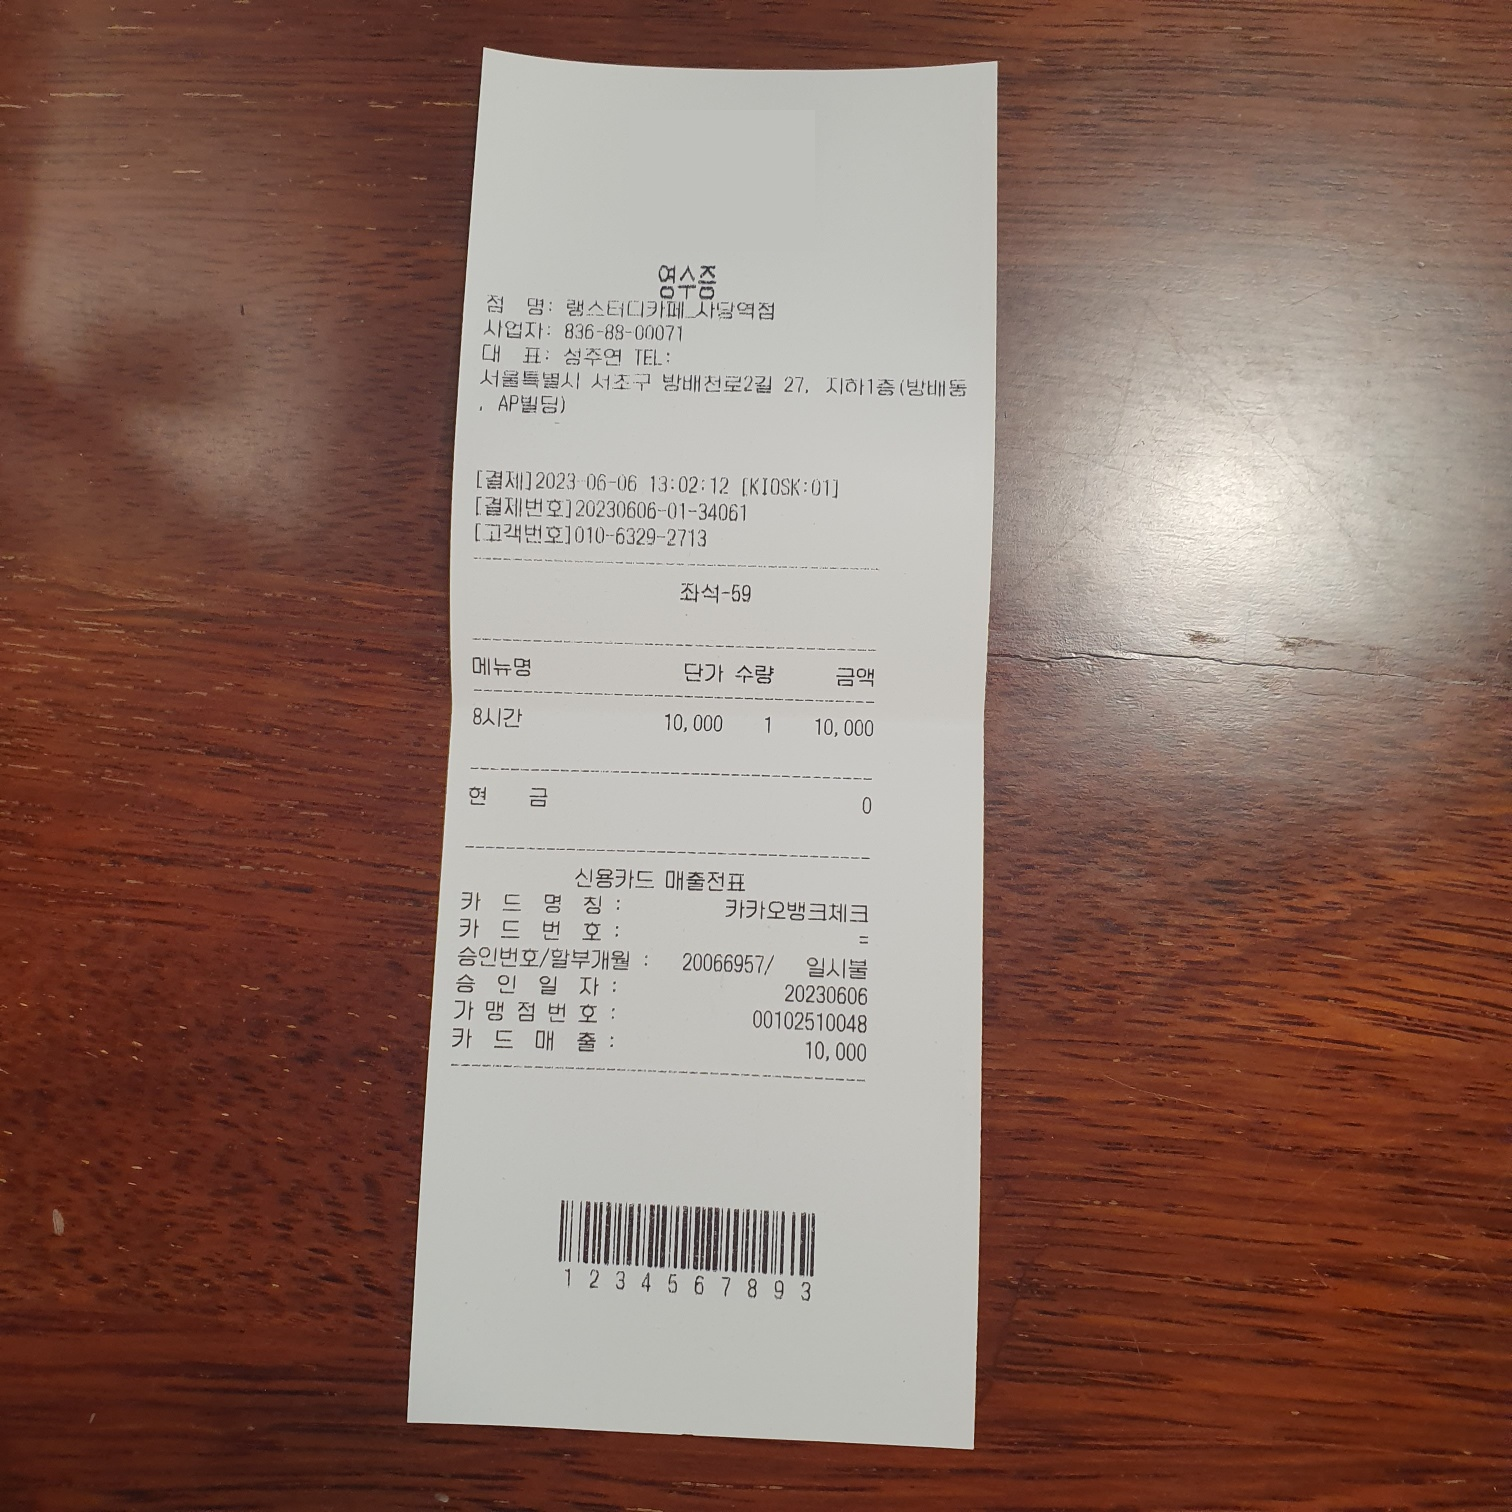 영수증
점 명: 랭스터디카페_사당역점
사업자: 836-88-00071
대 표: 성주연 TEL:
서울특별시 서초구 방배천로2길 27, 지하1층(방배동
, AP빌딩)
[결제]2023-06-06 13:02:12 [KIOSK:01]
[결제번호]20230606-01-34061
[고객번호]010-6329-2713
좌석-59
메뉴명 단가 수량 금액
8시간 10,000 1 10,000
현 금 0
신용카드 매출전표
카 드 명 칭 : 카카오뱅크체크
카 드 번 호 : =
승인번호/할부개월 : 20066957/ 일시불
승 인 일 자 : 20230606
가 맹 점 번 호 : 00102510048
카 드 매 출 : 10,000
1 2 3 4 5 6 7 8 9 3